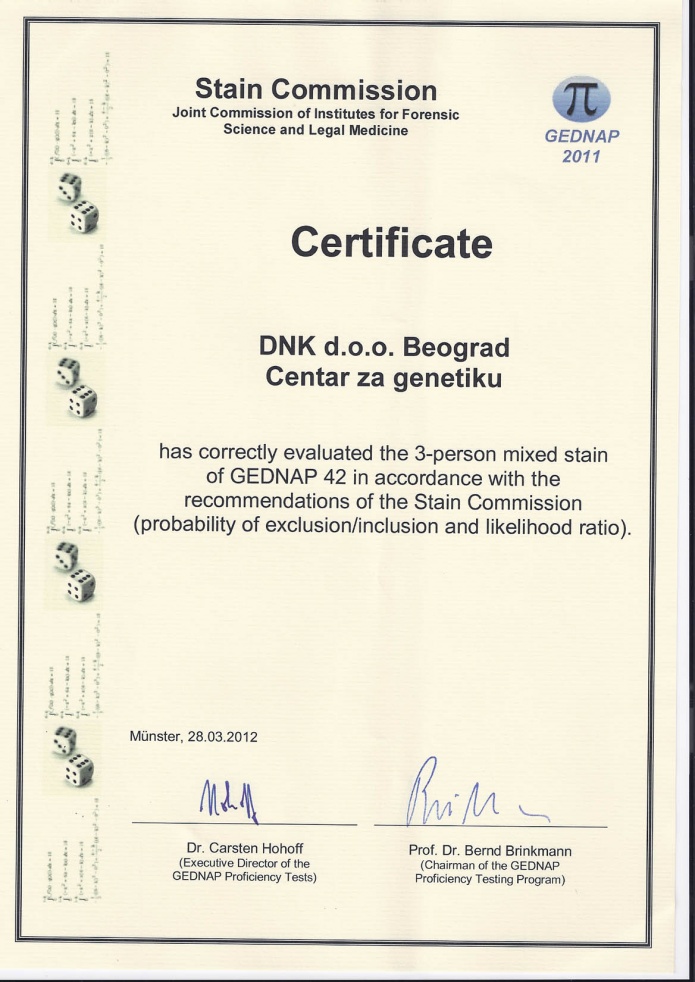 Stain Commission
Joint Commission of Institutes for Forensic
Science and Legal Medicine
π
GEDNAP
2011
Certificate
DNK d.o.o. Beograd
Centar za genetiku
has correctly evaluated the 3-person mixed stain
of GEDNAP 42 in accordance with the
recommendations of the Stain Commission
(probability of exclusion/inclusion and likelihood ratio).
Münster, 28.03.2012
Dr. Carsten Hohoff
(Executive Director of the
GEDNAP Proficiency Tests)
Prof. Dr. Bernd Brinkmann
(Chairman of the GEDNAP
Proficiency Testing Program)